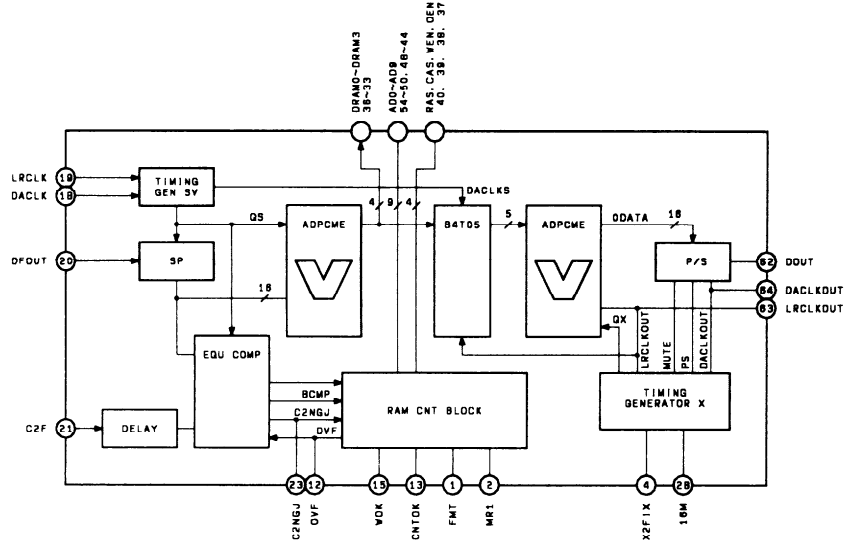 DRAM0~DRAM3
36~33
AD0~AD9
54~50. 48~44
RAS. CAS. WEN. OEN
40. 39. 38. 37
LRCLK 19
DACLK 18
TIMING
GEN SV
DACLKS
4 9 4
QS
ADPCME
B4TO5
5
ADPCME
ODATA 16
DFOUT 20
SP
P/S
62 DOUT
64 DACLKOUT
63 LRCLKOUT
16
QX
LRCLKOUT
MUTE
PS
DACLKOUT
EQU COMP
BCMP
C2NGJ
OVF
RAM CNT BLOCK
TIMING
GENERATOR X
C2F 21
DELAY
23 12 15 13 1 2 4 28
C2NGJ
OVF
WOK
CNTOK
FMT
MR1
X2FIX
16M